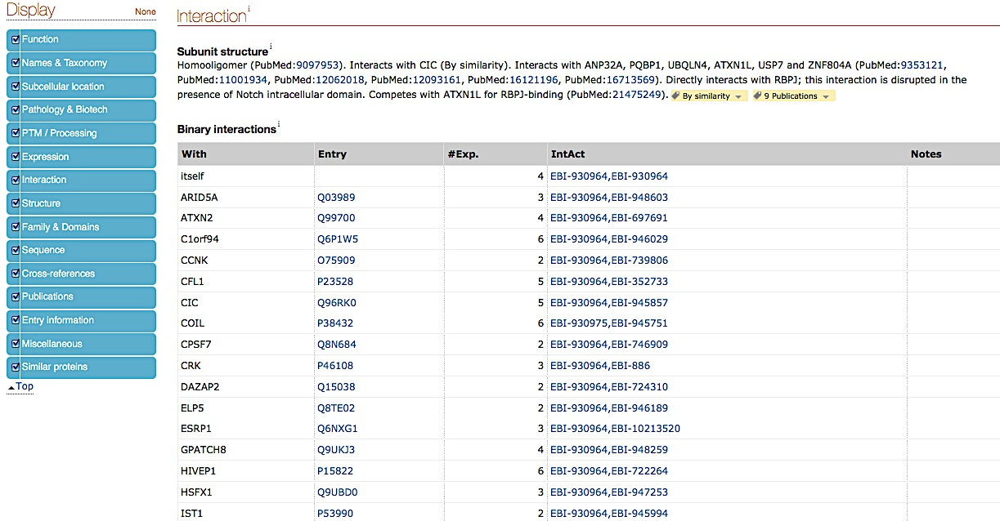 Display None
Function
Names & Taxonomy
Subcellular location
Pathology & Biotech
PTM / Processing
Expression
Interaction
Structure
Family & Domains
Sequence
Cross-references
Publications
Entry information
Miscellaneous
Similar proteins
Top
Interaction i
Subunit structure i
Homooligomer (PubMed:9097953). Interacts with CIC (By similarity). Interacts with ANP32A, PQBP1, UBQLN4, ATXN1L, USP7 and ZNF804A (PubMed:9353121,
PubMed:11001934, PubMed:12062018, PubMed:12093161, PubMed:16121196, PubMed:16713569). Directly interacts with RBPJ; this interaction is disrupted in the
presence of Notch intracellular domain. Competes with ATXN1L for RBPJ-binding (PubMed:21475249). By similarity 9 Publications
Binary interactions i
With Entry #Exp. IntAct Notes
itself 4 EBI-930964,EBI-930964
ARID5A Q03989 3 EBI-930964,EBI-948603
ATXN2 Q99700 4 EBI-930964,EBI-697691
C1orf94 Q6P1W5 6 EBI-930964,EBI-946029
CCNK O75909 2 EBI-930964,EBI-739806
CFL1 P23528 5 EBI-930964,EBI-352733
CIC Q96RK0 5 EBI-930964,EBI-945857
COIL P38432 6 EBI-930975,EBI-945751
CPSF7 Q8N684 2 EBI-930964,EBI-746909
CRK P46108 3 EBI-930964,EBI-886
DAZAP2 Q15038 2 EBI-930964,EBI-724310
ELP5 Q8TE02 2 EBI-930964,EBI-946189
ESRP1 Q6NXG1 3 EBI-930964,EBI-10213520
GPATCH8 Q9UKJ3 4 EBI-930964,EBI-948259
HIVEP1 P15822 6 EBI-930964,EBI-722264
HSFX1 Q9UBD0 3 EBI-930964,EBI-947253
IST1 P53990 2 EBI-930964,EBI-945994